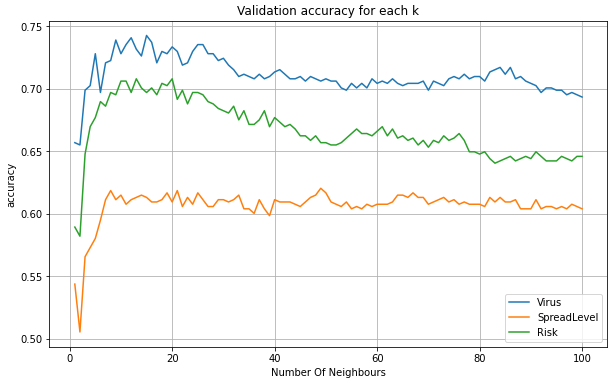 Validation accuracy for each k
0.75
0.70
0.65
0.60
0.55
0.50
accuracy
0
20
40
60
80
100
Number Of Neighbours
Virus
SpreadLevel
Risk